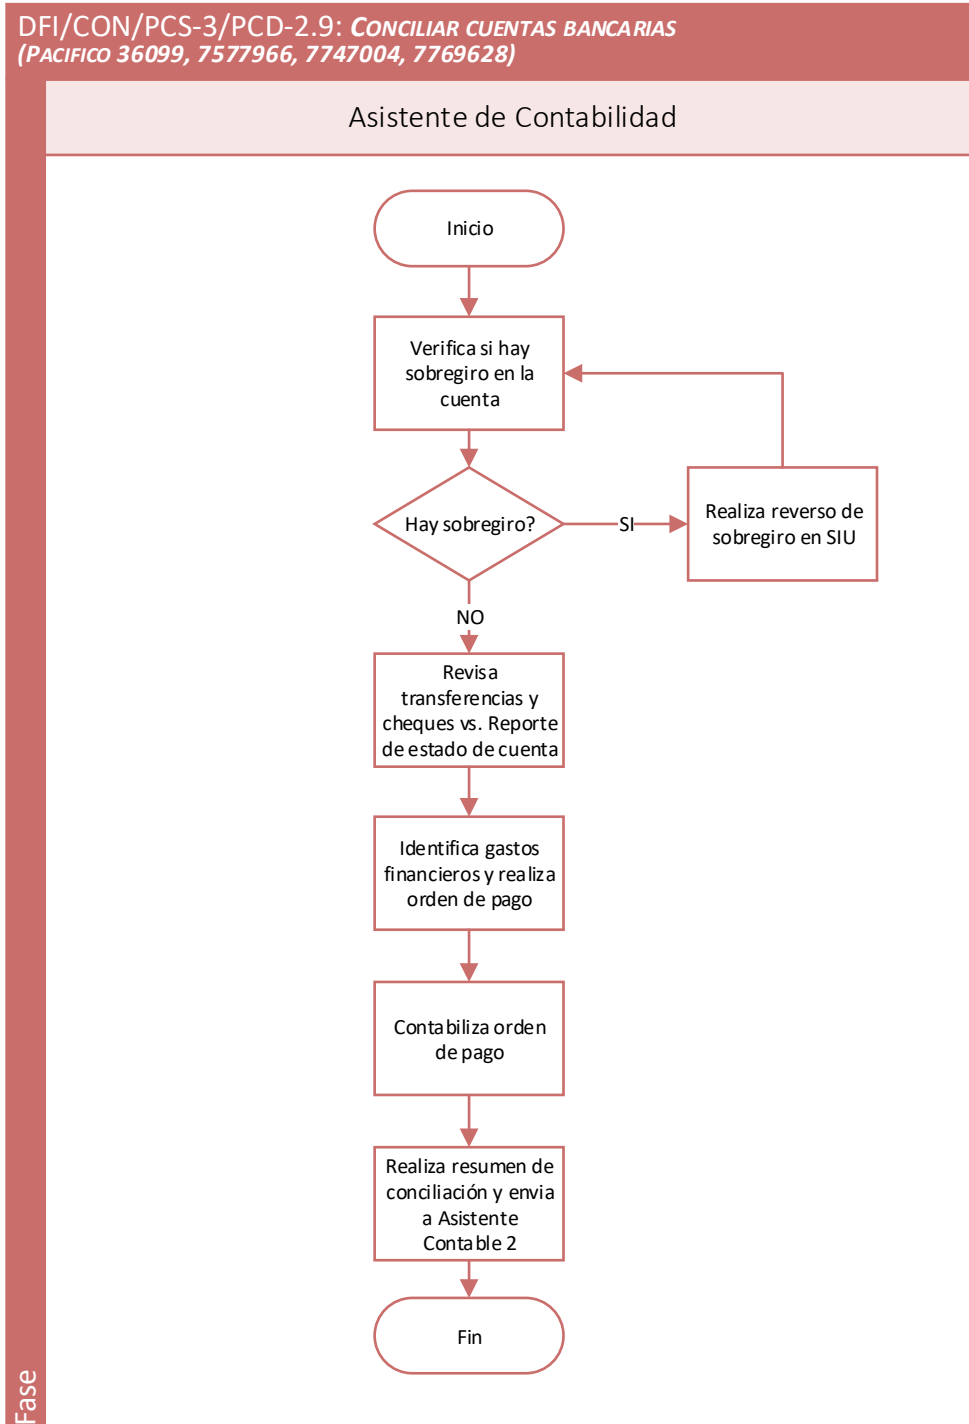 DFI/CON/PCS-3/PCD-2.9: CONCILIAR CUENTAS BANCARIAS
(PACIFICO 36099, 7577966, 7747004, 7769628)
Asistente de Contabilidad
Inicio
Verifica si hay
sobregiro en la
cuenta
Hay sobregiro?
SI
Realiza reverso de
sobregiro en SIU
NO
Revisa
transferencias y
cheques vs. Reporte
de estado de cuenta
Identifica gastos
financieros y realiza
orden de pago
Contabiliza orden
de pago
Realiza resumen de
conciliación y envia
a Asistente
Contable 2
Fin
Fase